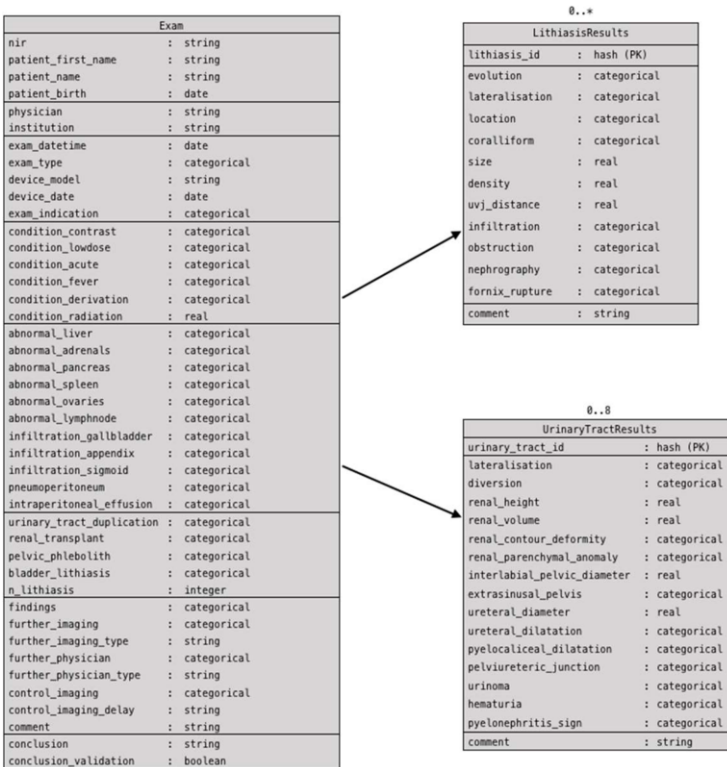 Exam
nir : string
patient_first_name : string
patient_name : string
patient_birth : date
physician : string
institution : string
exam_datetime : date
exam_type : categorical
device_model : string
device_date : date
exam_indication : categorical
condition_contrast : categorical
condition_lowdose : categorical
condition_acute : categorical
condition_fever : categorical
condition_derivation : categorical
condition_radiation : real
abnormal_liver : categorical
abnormal_adrenals : categorical
abnormal_pancreas : categorical
abnormal_spleen : categorical
abnormal_ovaries : categorical
abnormal_lymphnode : categorical
infiltration_gallbladder : categorical
infiltration_appendix : categorical
infiltration_sigmoid : categorical
pneumoperitoneum : categorical
intraperitoneal_effusion : categorical
urinary_tract_duplication : categorical
renal_transplant : categorical
pelvic_phlebolith : categorical
bladder_lithiasis : categorical
n_lithiasis : integer
findings : categorical
further_imaging : categorical
further_imaging_type : string
further_physician : categorical
further_physician_type : string
control_imaging : categorical
control_imaging_delay : string
comment : string
conclusion : string
conclusion_validation : boolean
0..*
LithiasisResults
lithiasis_id : hash (PK)
evolution : categorical
lateralisation : categorical
location : categorical
coralliform : categorical
size : real
density : real
uvj_distance : real
infiltration : categorical
obstruction : categorical
nephrography : categorical
fornix_rupture : categorical
comment : string
0..8
UrinaryTractResults
urinary_tract_id : hash (PK)
lateralisation : categorical
diversion : categorical
renal_height : real
renal_volume : real
renal_contour_deformity : categorical
renal_parenchymal_anomaly : categorical
interlabial_pelvic_diameter : real
extrasinusal_pelvis : categorical
ureteral_diameter : real
ureteral_dilatation : categorical
pyelocaliceal_dilatation : categorical
pelviureteric_junction : categorical
urinoma : categorical
hematuria : categorical
pyelonephritis_sign : categorical
comment : string